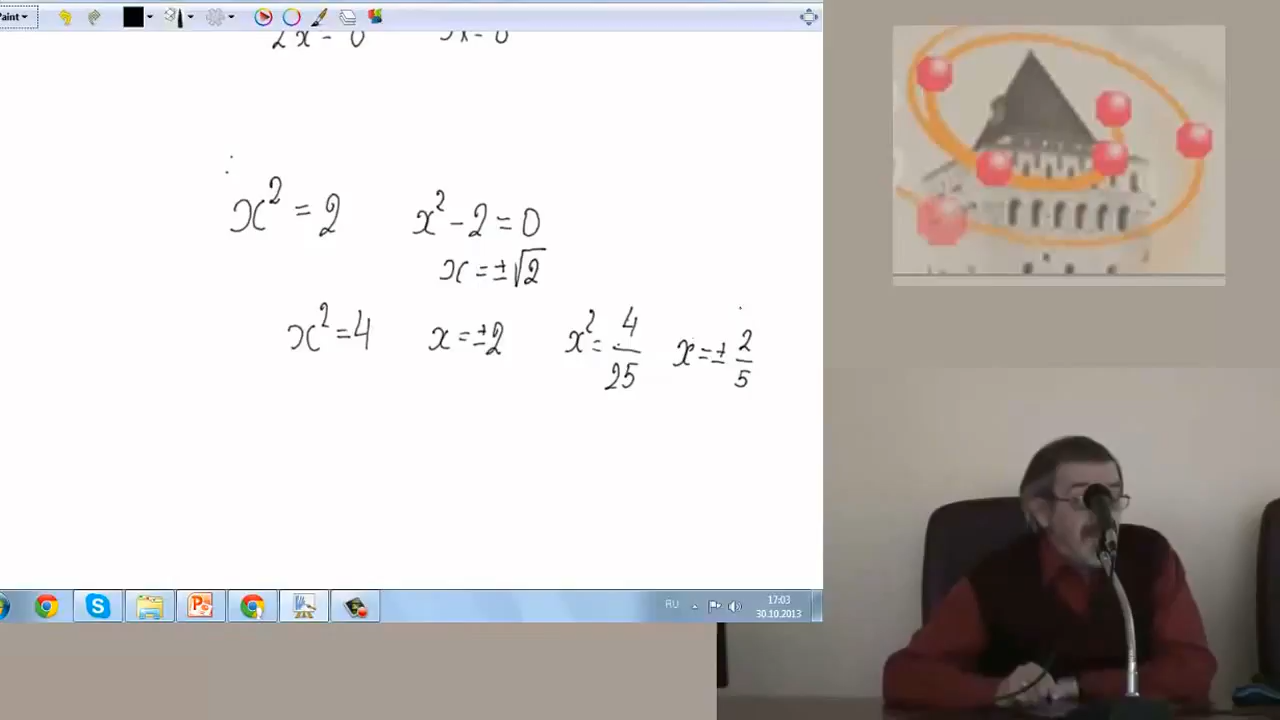 Paint
x² = 2    x² - 2 = 0
x = ±√2
x² = 4    x = ±2    x² = 4/25    x = ± 2/5
RU
17:03
30.10.2013